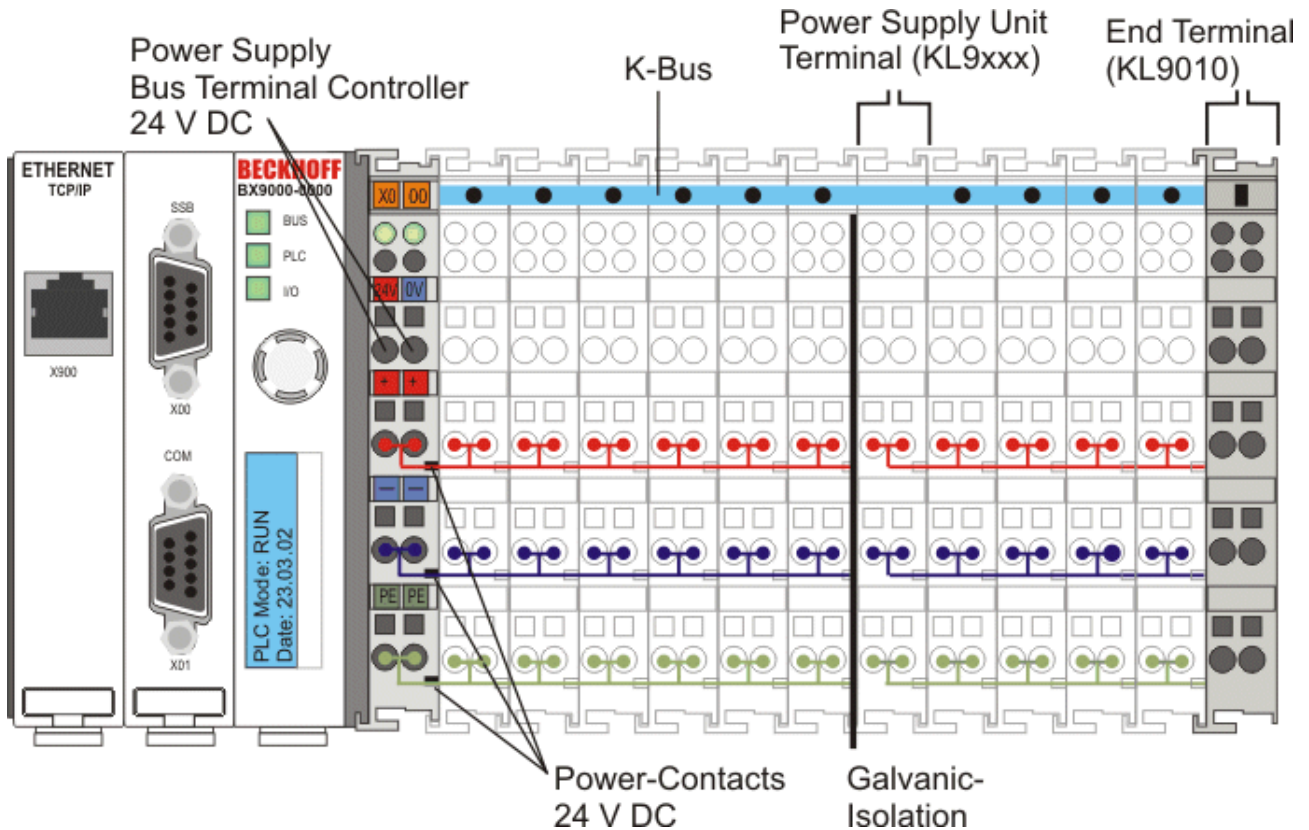 Power Supply
Bus Terminal Controller
24 V DC
K-Bus
Power Supply Unit
Terminal (KL9xxx)
End Terminal
(KL9010)
ETHERNET
TCP/IP
X900
SSB
X00
COM
X01
BECKHOFF
BX9000-0000
BUS
PLC
I/O
PLC Mode: RUN
Date: 23.03.02
X0 00
24V 0V
+ +
— —
PE PE
Power-Contacts
24 V DC
Galvanic-
Isolation